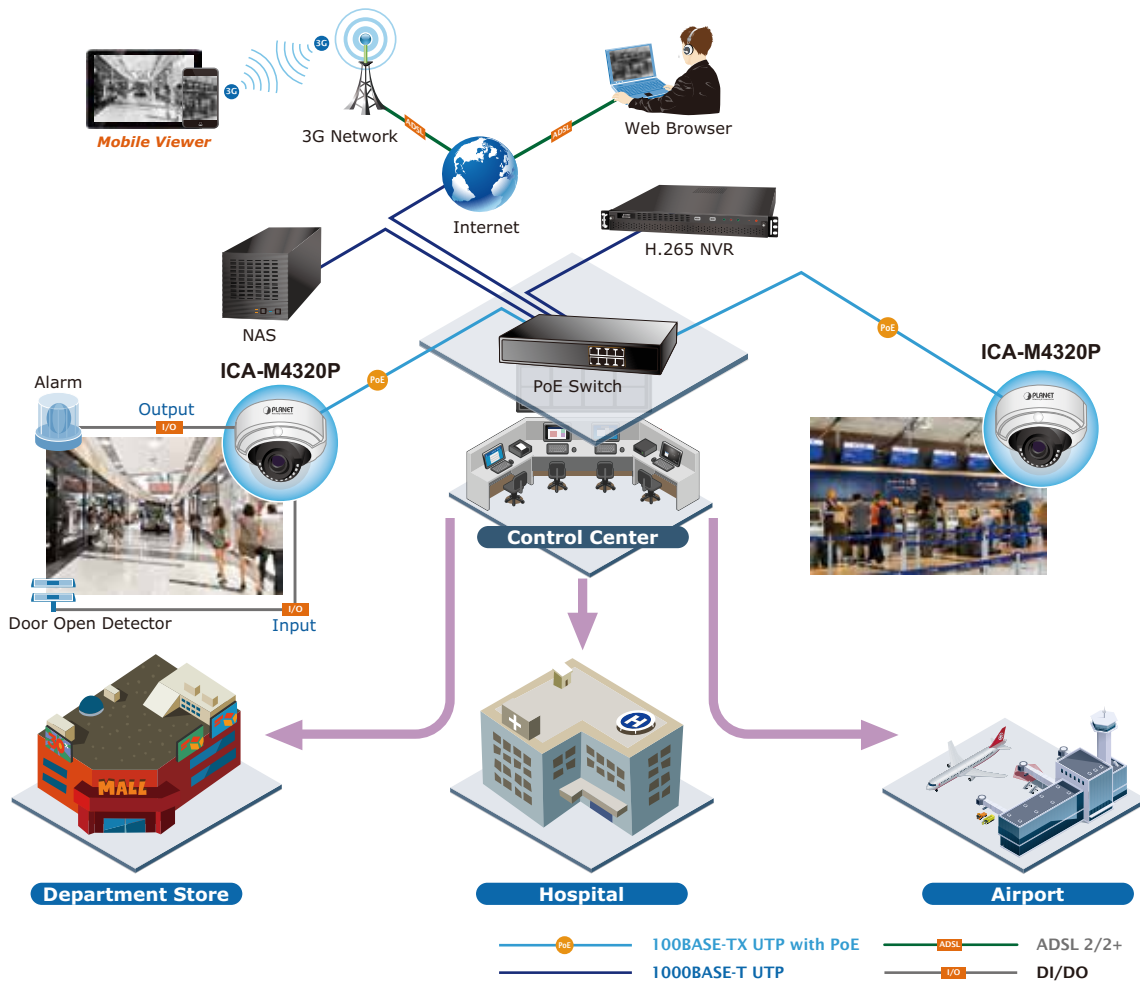 3G
3G
Mobile Viewer
3G Network
ADSL
ADSL
Web Browser
Internet
H.265 NVR
NAS
PoE
PoE Switch
PoE
ICA-M4320P
PLANET
ICA-M4320P
PLANET
Alarm
Output
I/O
Control Center
I/O
Door Open Detector
Input
MALL
H
Department Store
Hospital
Airport
PoE
100BASE-TX UTP with PoE
ADSL
ADSL 2/2+
1000BASE-T UTP
I/O
DI/DO